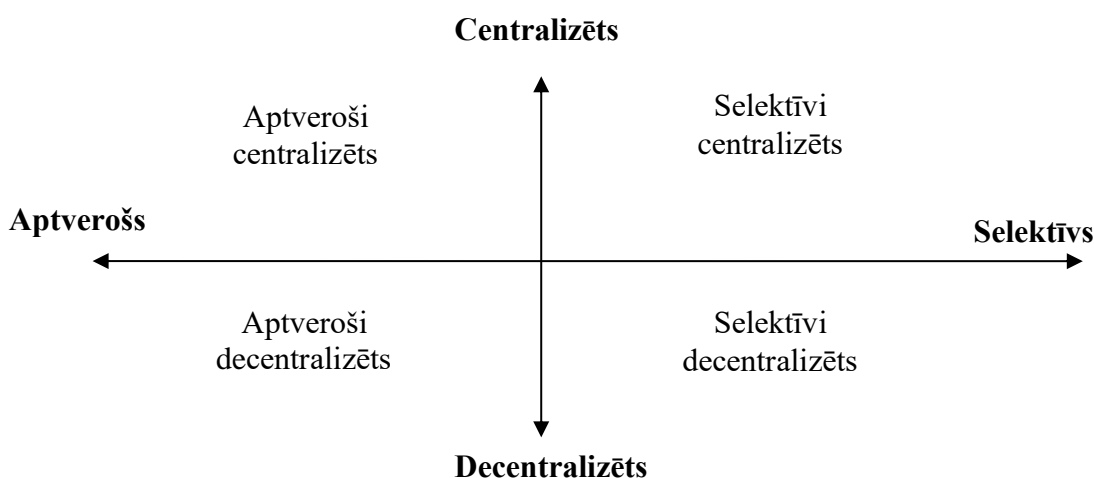 Centralizēts
Aptveroši
centralizēts
Selektīvi
centralizēts
Aptverošs
Selektīvs
Aptveroši
decentralizēts
Selektīvi
decentralizēts
Decentralizēts